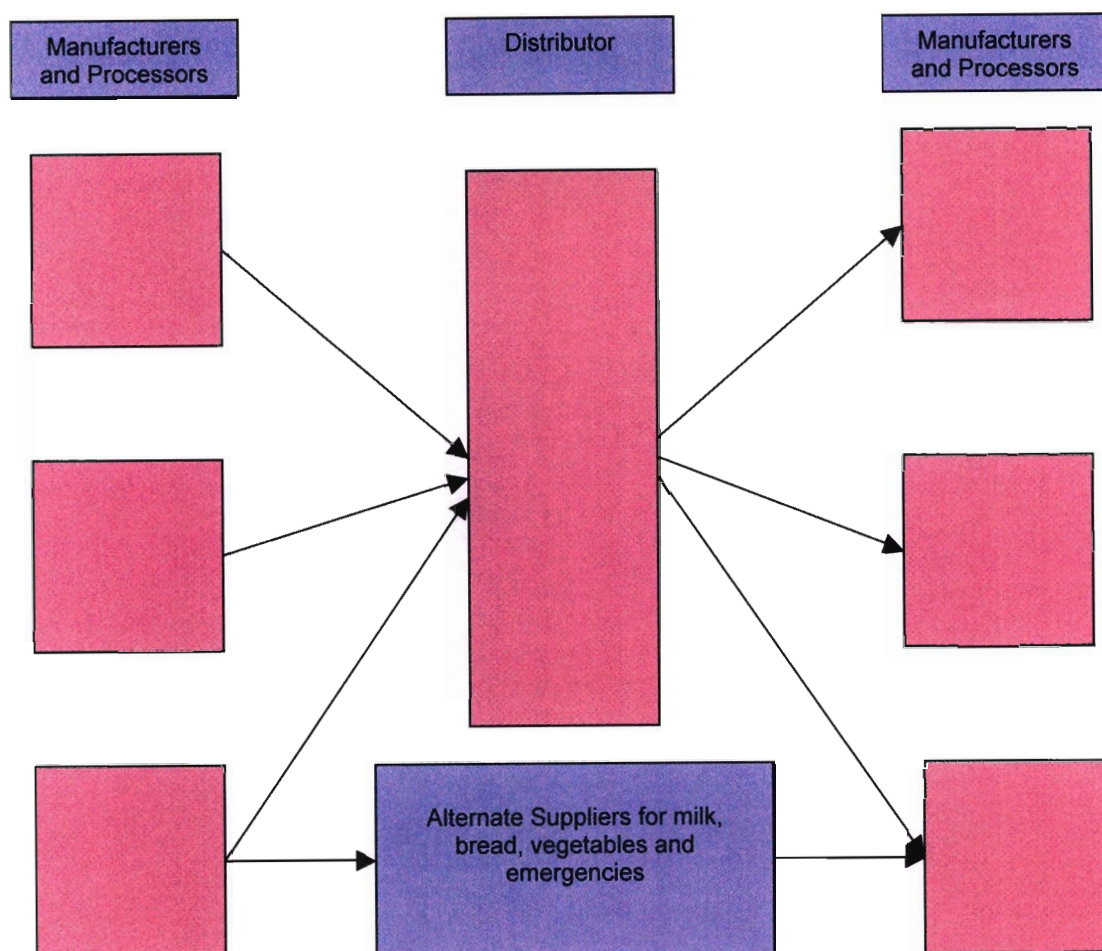 Manufacturers
and Processors
Distributor
Manufacturers
and Processors
Alternate Suppliers for milk,
bread, vegetables and
emergencies